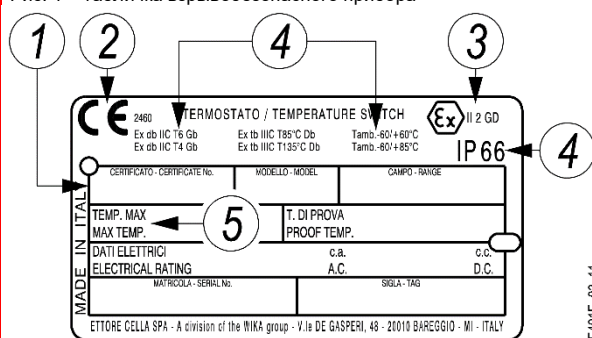 1
2
4
3
CE 2460 TERMOSTATO / TEMPERATURE SWITCH Ex II 2 GD
Ex db IIC T6 Gb Ex tb IIIC T85°C Db Tamb.-60/+60°C
Ex db IIC T4 Gb Ex tb IIIC T135°C Db Tamb.-60/+85°C
IP 66
4
CERTIFICATO - CERTIFICATE No. MODELLO - MODEL CAMPO - RANGE
TEMP. MAX T. DI PROVA
MAX TEMP. PROOF TEMP.
5
DATI ELETTRICI c.a. c.c.
ELECTRICAL RATING A.C. D.C.
MATRICOLA - SERIAL No. SIGLA - TAG
MADE IN ITALY
ETTORE CELLA SPA - A division of the WIKA group - V.le DE GASPERI, 48 - 20010 BAREGGIO - MI - ITALY